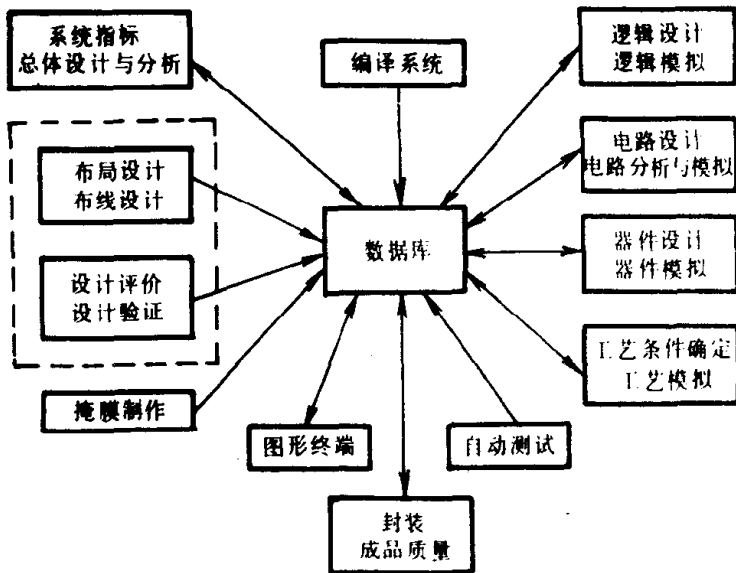 系统指标
总体设计与分析
编译系统
逻辑设计
逻辑模拟
布局设计
布线设计
电路设计
电路分析与模拟
数据库
器件设计
器件模拟
设计评价
设计验证
工艺条件确定
工艺模拟
掩膜制作
图形终端
自动测试
封装
成品质量